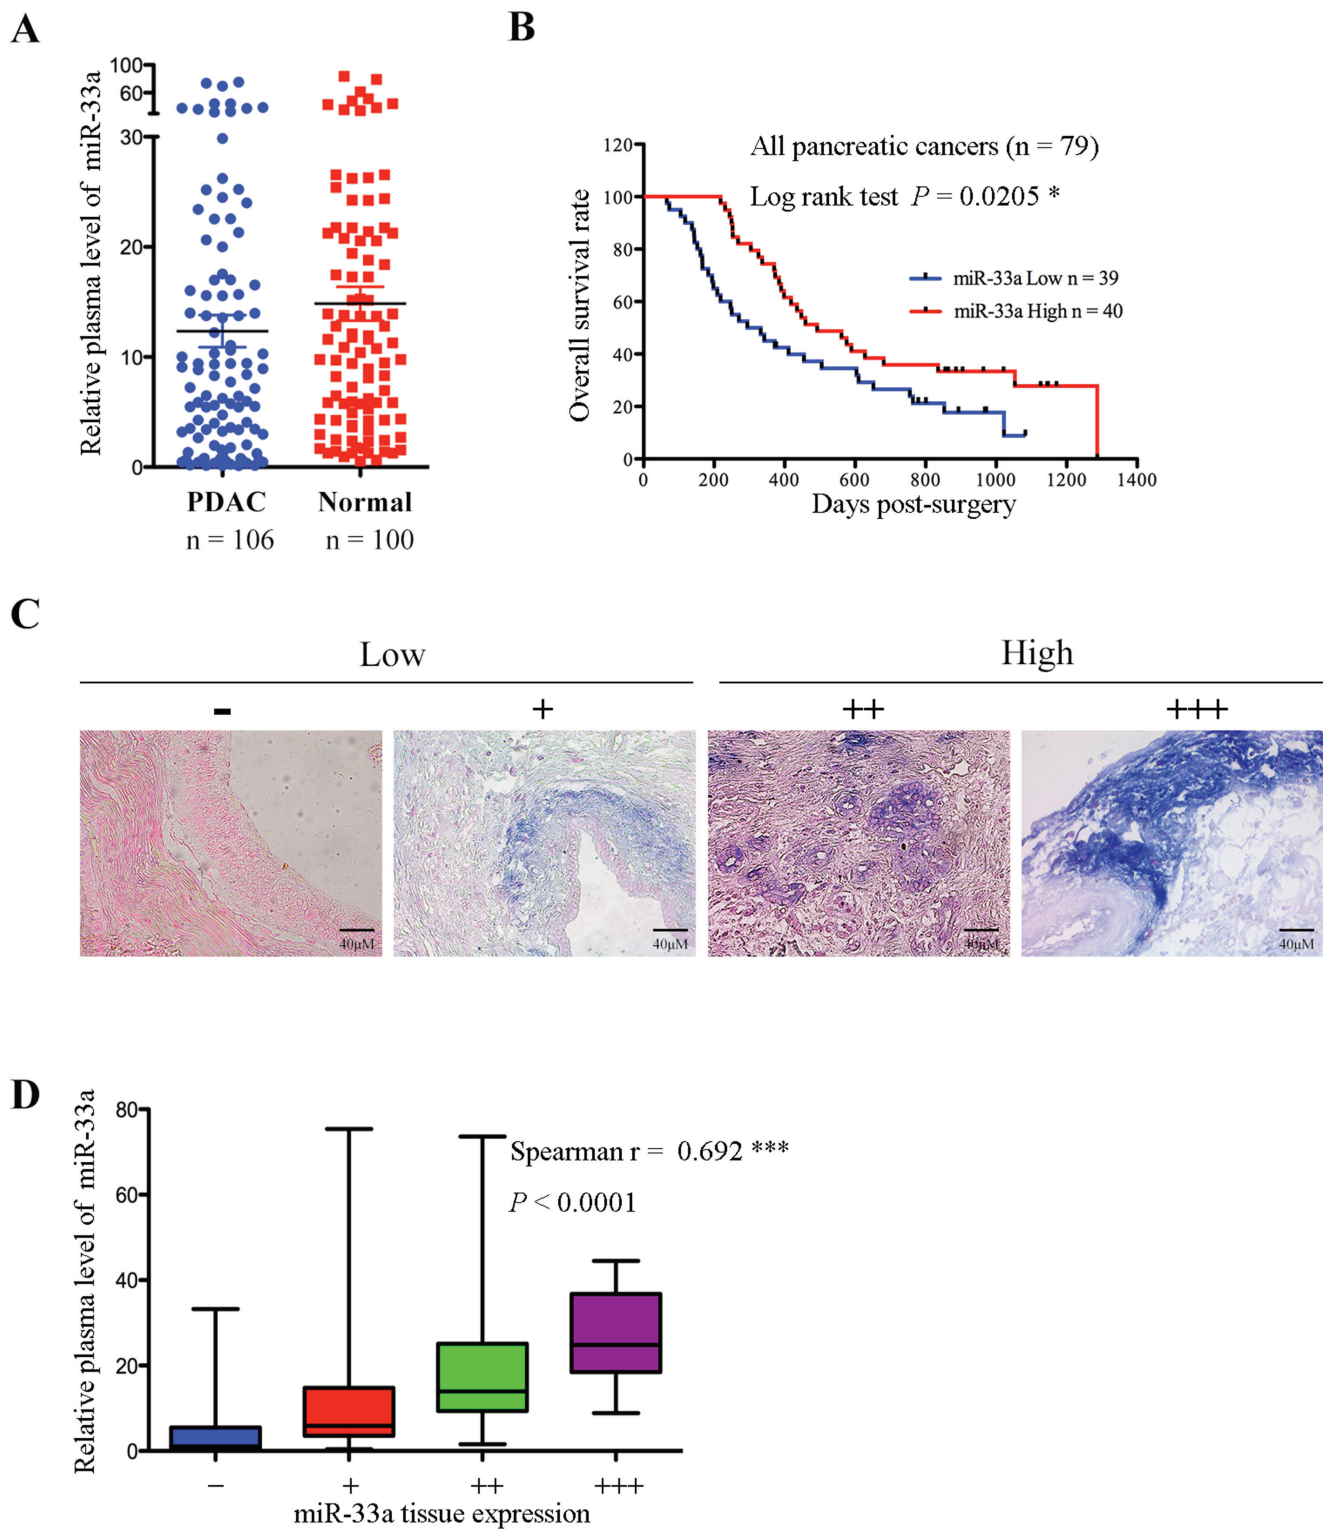 A
Relative plasma level of miR-33a
100
60
30
20
10
0
PDAC
Normal
n = 106
n = 100
B
Overall survival rate
120
100
80
60
40
20
0
All pancreatic cancers (n = 79)
Log rank test P = 0.0205 *
miR-33a Low n = 39
miR-33a High n = 40
0 200 400 600 800 1000 1200 1400
Days post-surgery
C
Low
High
-
+
++
+++
40μM
40μM
40μM
40μM
D
Relative plasma level of miR-33a
80
60
40
20
0
Spearman r = 0.692 ***
P < 0.0001
− + ++ +++
miR-33a tissue expression